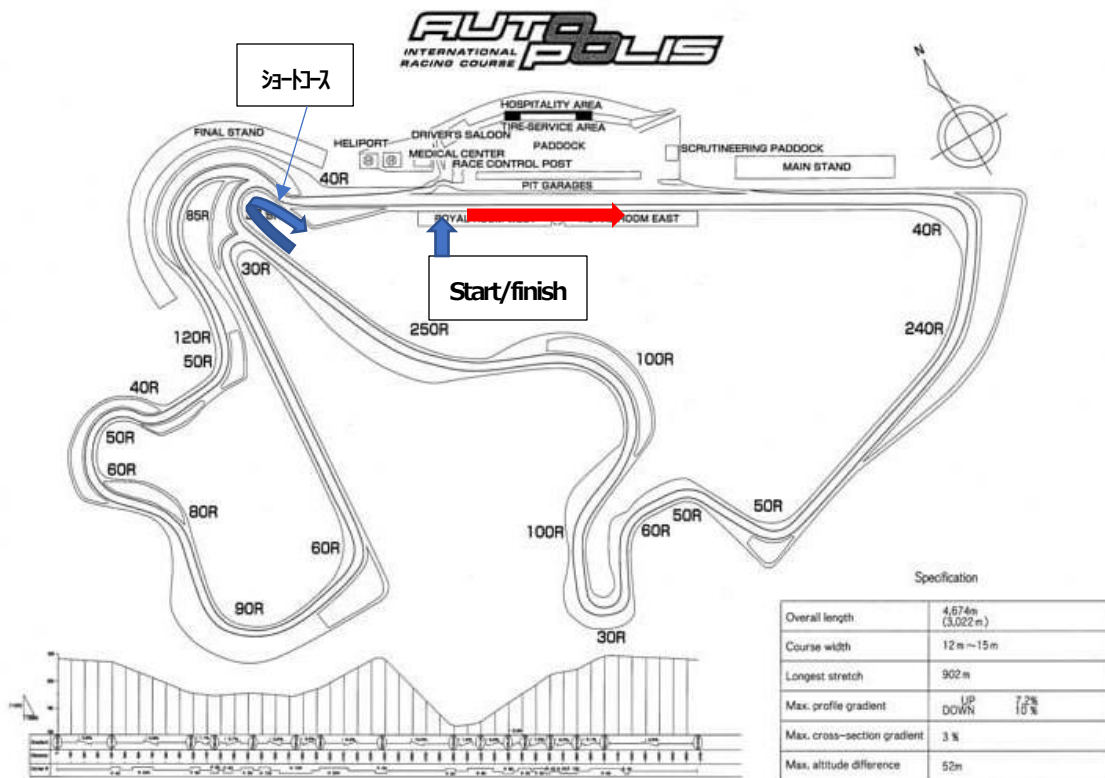 AUTOPOLIS
INTERNATIONAL
RACING COURSE
ショートコース
N
HOSPITALITY AREA
TIRE-SERVICE AREA
FINAL STAND
DRIVER'S SALOON
HELIPORT
PADDOCK
SCRUTINEERING PADDOCK
MEDICAL CENTER
RACE CONTROL POST
MAIN STAND
40R
PIT GARAGES
85R
EAST
40R
30R
Start/finish
250R
240R
120R
50R
100R
40R
50R
60R
80R
50R
50R
60R
100R
60R
90R
30R
Specification
Overall length 4,674m
(3,022m)
Course width 12m～15m
Longest stretch 902m
Max. profile gradient UP 7.2%
DOWN 10%
Max. cross-section gradient 3%
Max. altitude difference 52m